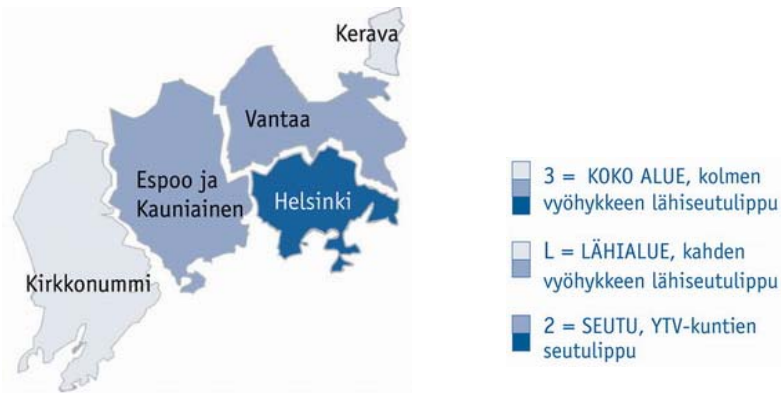 Kerava
Vantaa
Espoo ja
Kauniainen
Helsinki
Kirkkonummi
3 = KOKO ALUE, kolmen
vyöhykkeen lähiseutulippu
L = LÄHIALUE, kahden
vyöhykkeen lähiseutulippu
2 = SEUTU, YTV-kuntien
seutulippu